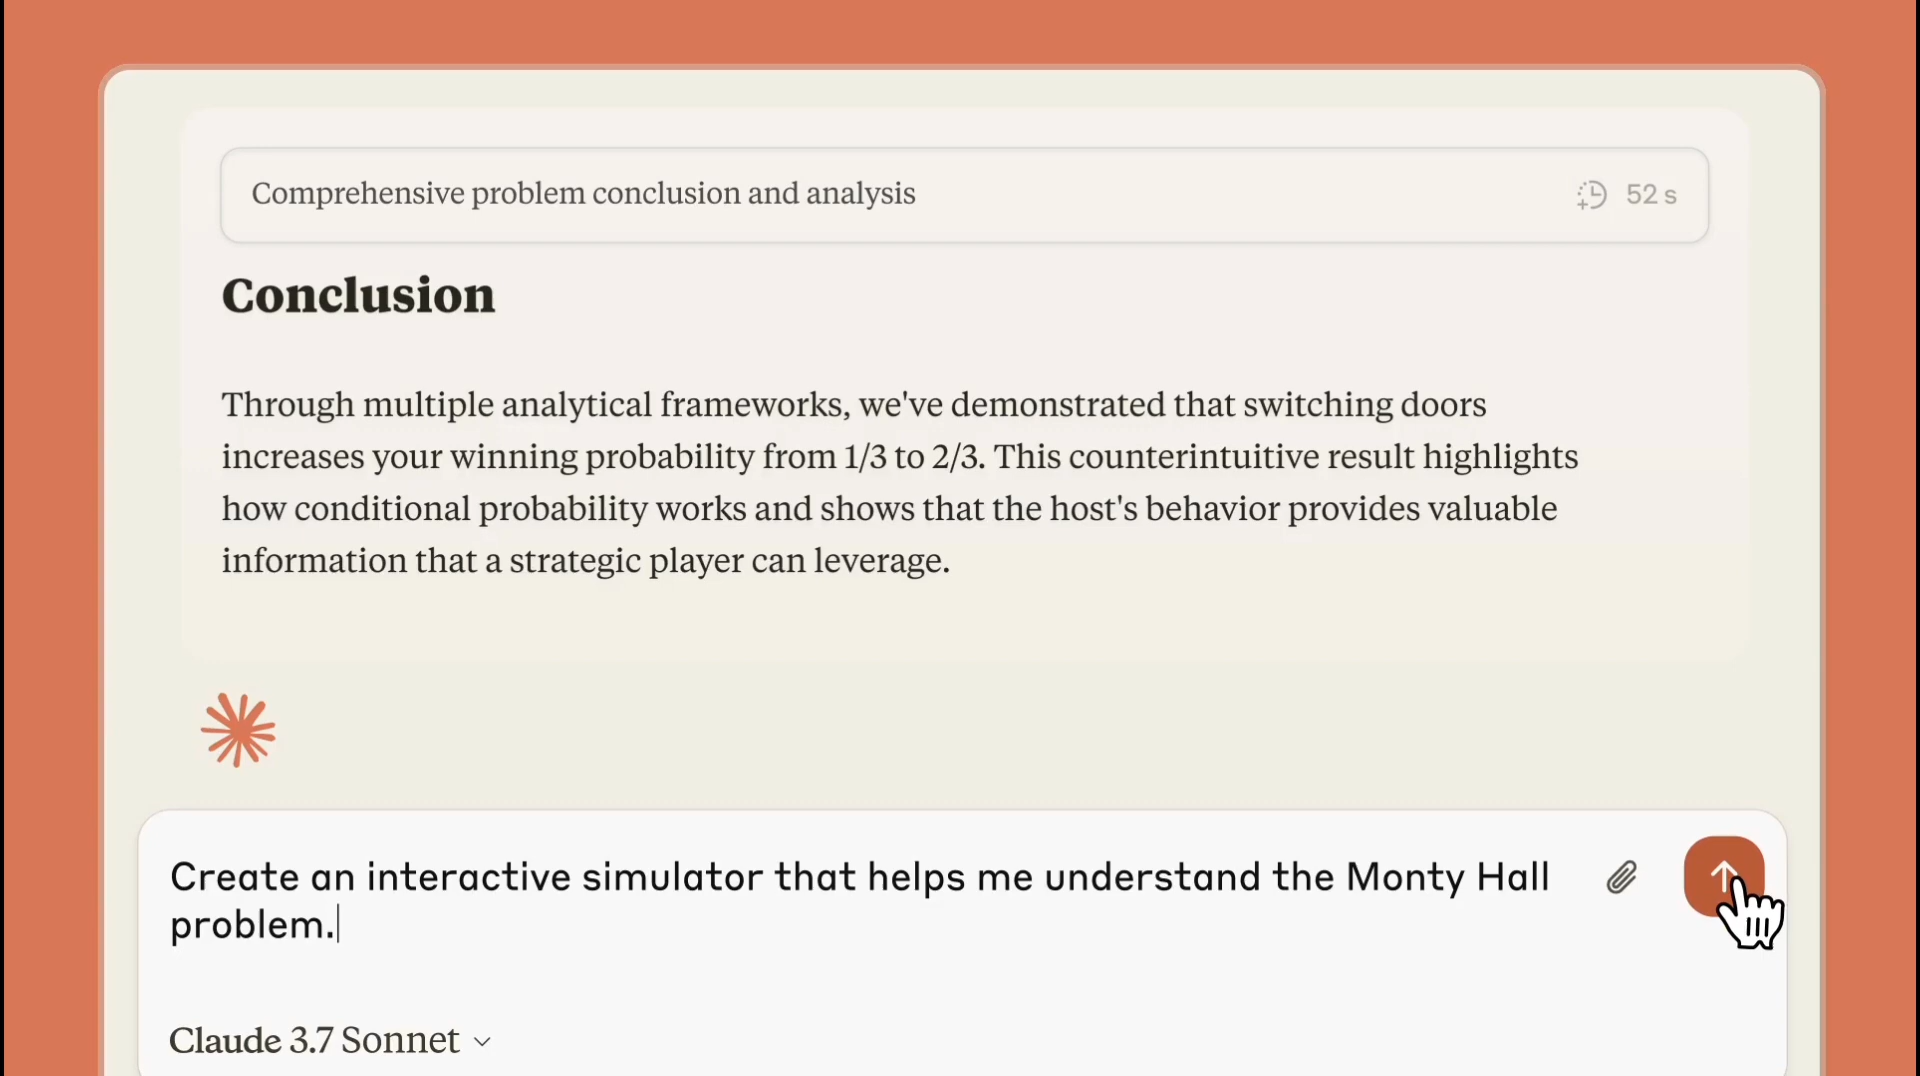 Comprehensive problem conclusion and analysis
52 s
Conclusion
Through multiple analytical frameworks, we've demonstrated that switching doors
increases your winning probability from 1/3 to 2/3. This counterintuitive result highlights
how conditional probability works and shows that the host's behavior provides valuable
information that a strategic player can leverage.
Create an interactive simulator that helps me understand the Monty Hall
problem.
Claude 3.7 Sonnet